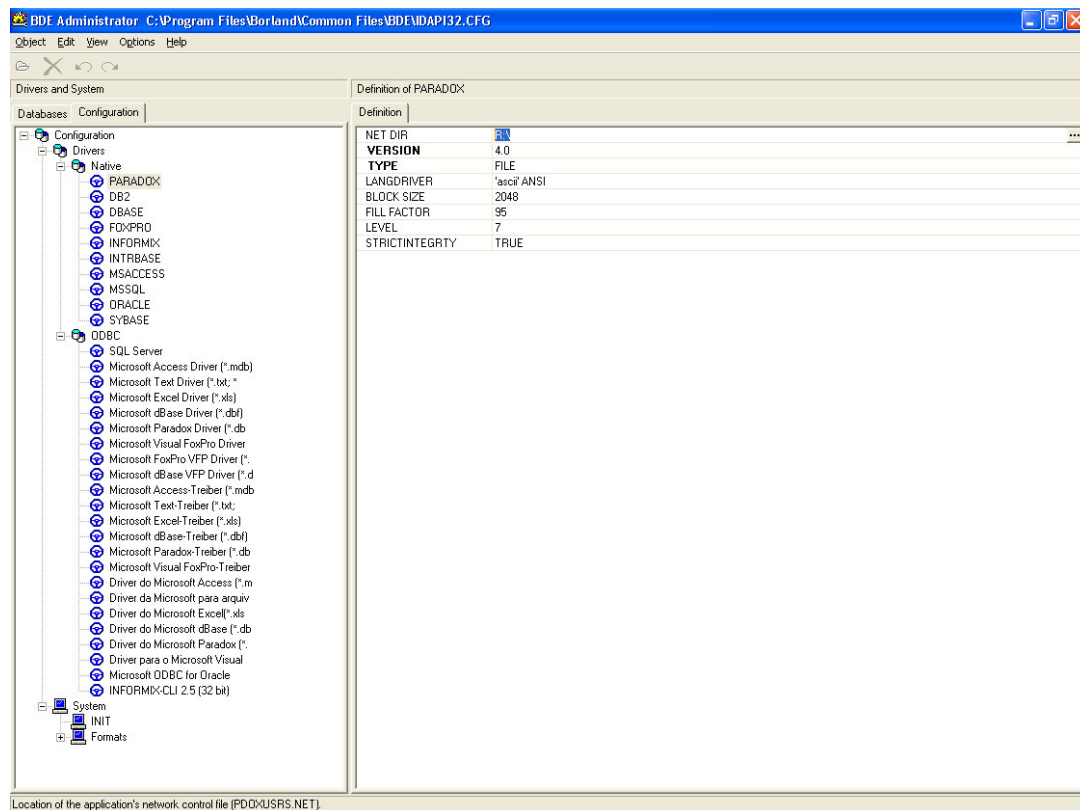 BDE Administrator C:\Program Files\Borland\Common Files\BDE\IDAPI32.CFG
Object Edit View Options Help
Drivers and System
Definition of PARADOX
Databases Configuration
Definition
Configuration
Drivers
Native
PARADOX
DB2
DBASE
FOXPRO
INFORMIX
INTRBASE
MSACCESS
MSSQL
ORACLE
SYBASE
ODBC
SQL Server
Microsoft Access Driver (*.mdb)
Microsoft Text Driver (*.txt; *
Microsoft Excel Driver (*.xls)
Microsoft dBase Driver (*.dbf)
Microsoft Paradox Driver (*.db
Microsoft Visual FoxPro Driver
Microsoft FoxPro VFP Driver (*.
Microsoft dBase VFP Driver (*.d
Microsoft Access-Treiber (*.mdb
Microsoft Text-Treiber (*.txt;
Microsoft Excel-Treiber (*.xls)
Microsoft dBase-Treiber (*.dbf)
Microsoft Paradox-Treiber (*.db
Microsoft Visual FoxPro-Treiber
Driver do Microsoft Access (*.m
Driver da Microsoft para arquiv
Driver do Microsoft Excel(*.xls
Driver do Microsoft dBase (*.db
Driver do Microsoft Paradox (*.
Driver para o Microsoft Visual
Microsoft ODBC for Oracle
INFORMIX-CLI 2.5 (32 bit)
System
INIT
Formats
NET DIR R:\
VERSION 4.0
TYPE FILE
LANGDRIVER 'ascii' ANSI
BLOCK SIZE 2048
FILL FACTOR 95
LEVEL 7
STRICTINTEGRTY TRUE
Location of the application's network control file (PDOXUSRS.NET).